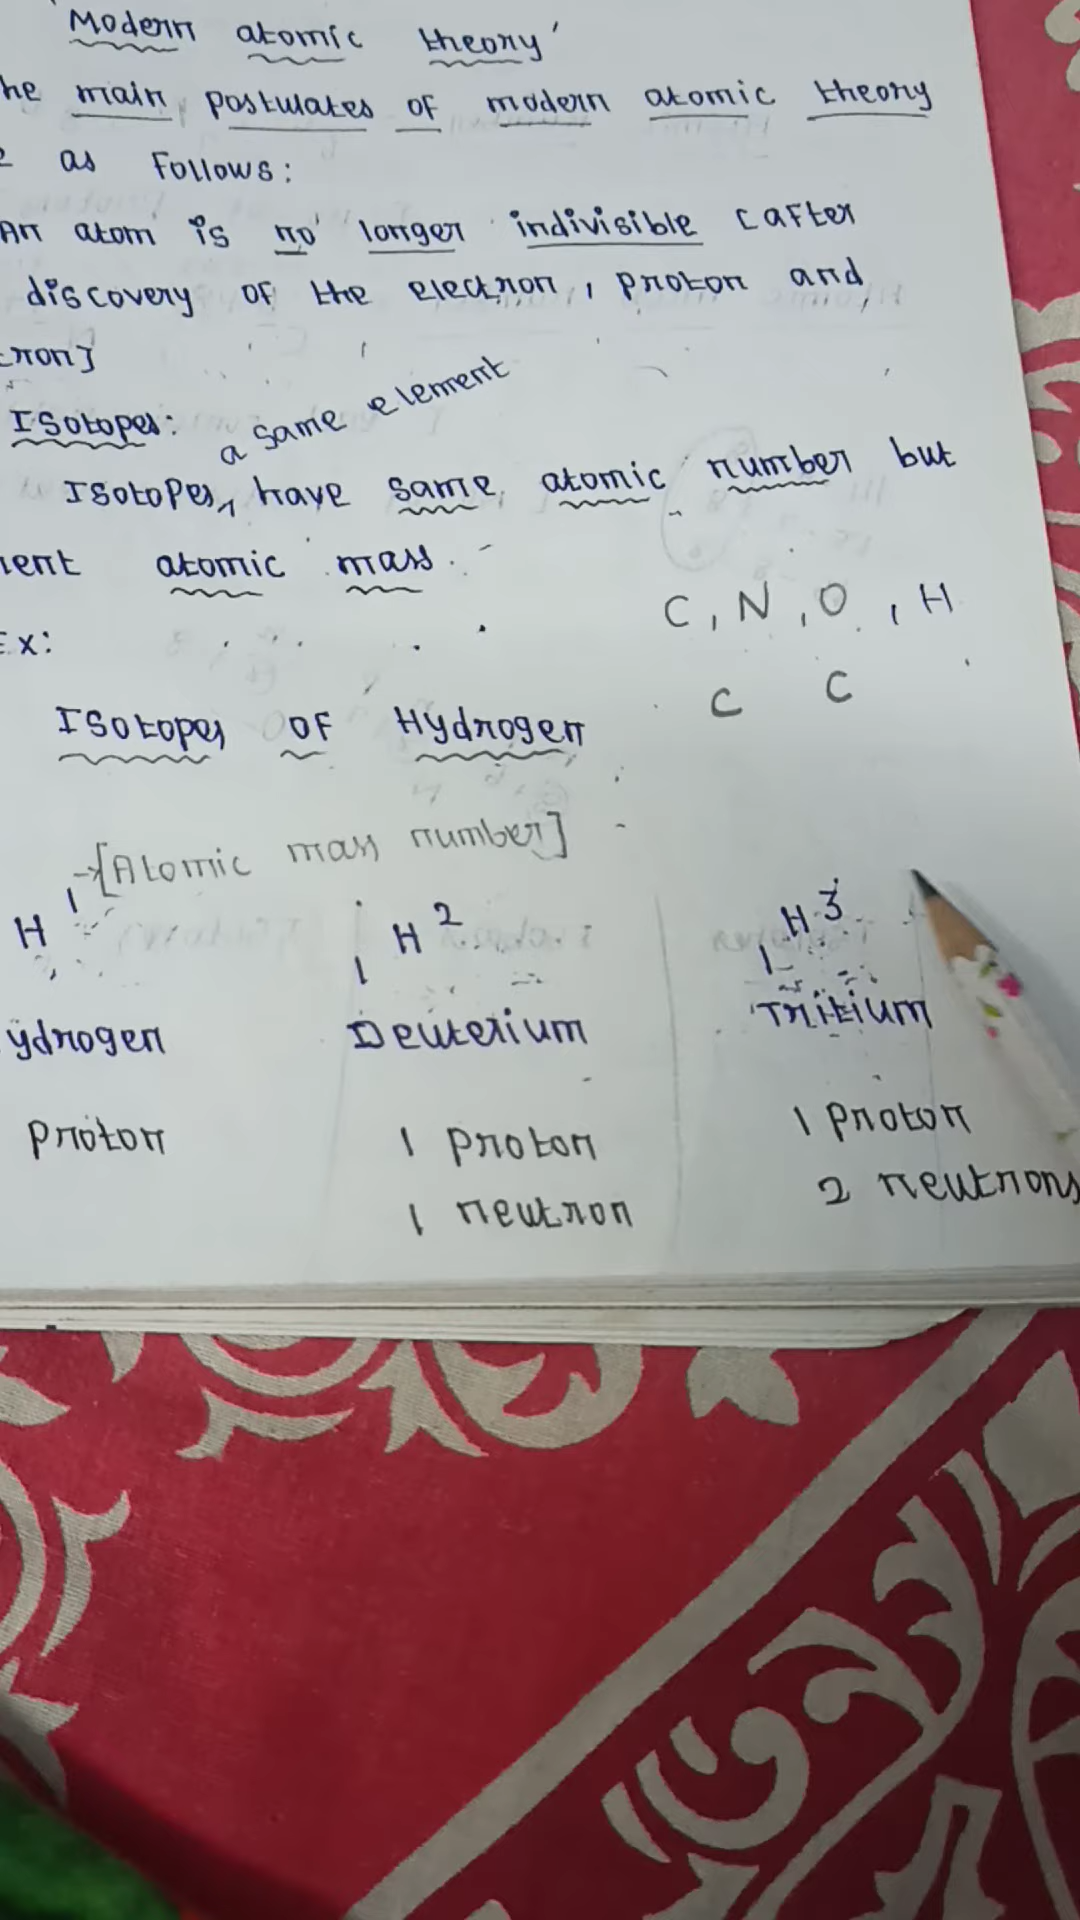 'Modern atomic theory'
he main postulates of modern atomic theory
e as Follows:
An atom is no longer indivisible [after
discovery of the electron, proton and
tron]
Isotopes:
a same element
Isotopes, have same atomic number but
rent atomic mass.
Ex:
C, N, O, H
C C
Isotopes OF Hydrogen
→[Atomic mass number]
H 1 1 H 2 1 H 3
ydrogen Deuterium Tritium
proton 1 proton 1 proton
1 neutron 2 neutrons